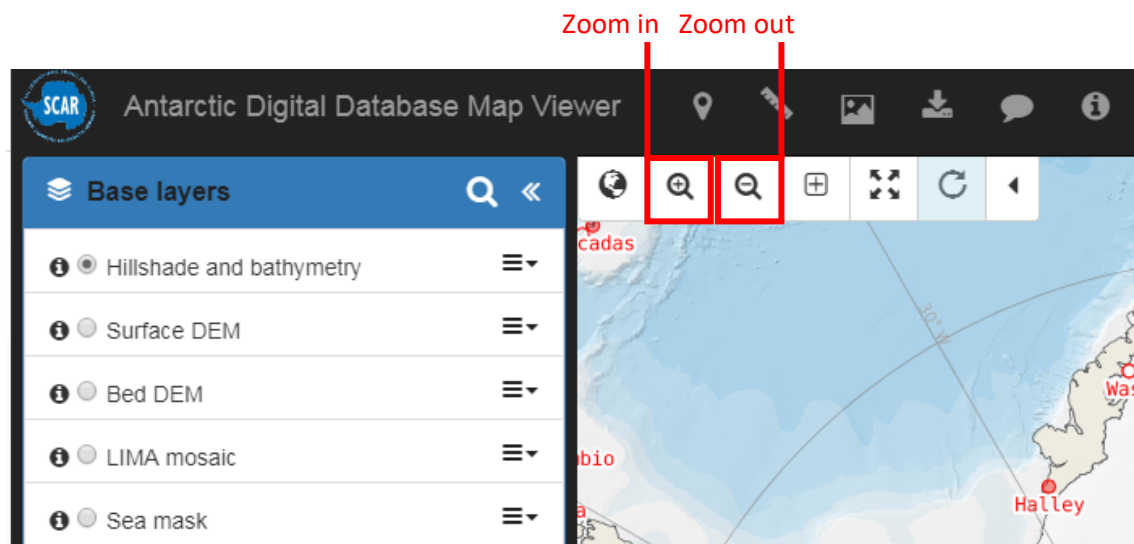 Zoom in Zoom out
SCAR Antarctic Digital Database Map Viewer
Base layers
cadas
Hillshade and bathymetry
30° W
Surface DEM
Bed DEM
Was
LIMA mosaic
bio
Halley
a
Sea mask